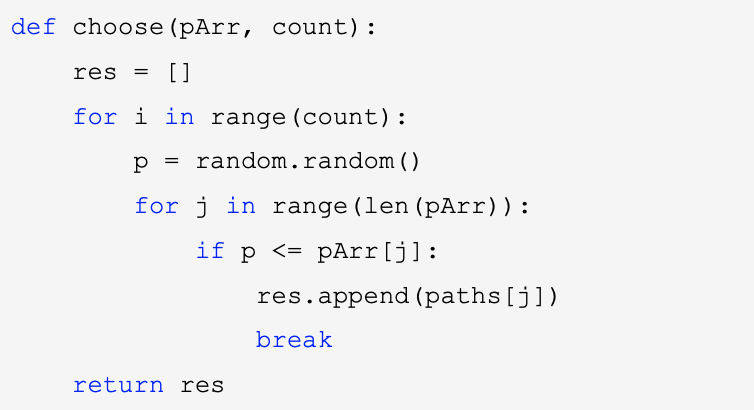 def choose(pArr, count):
    res = []
    for i in range(count):
        p = random.random()
        for j in range(len(pArr)):
            if p <= pArr[j]:
                res.append(paths[j])
                break
    return res